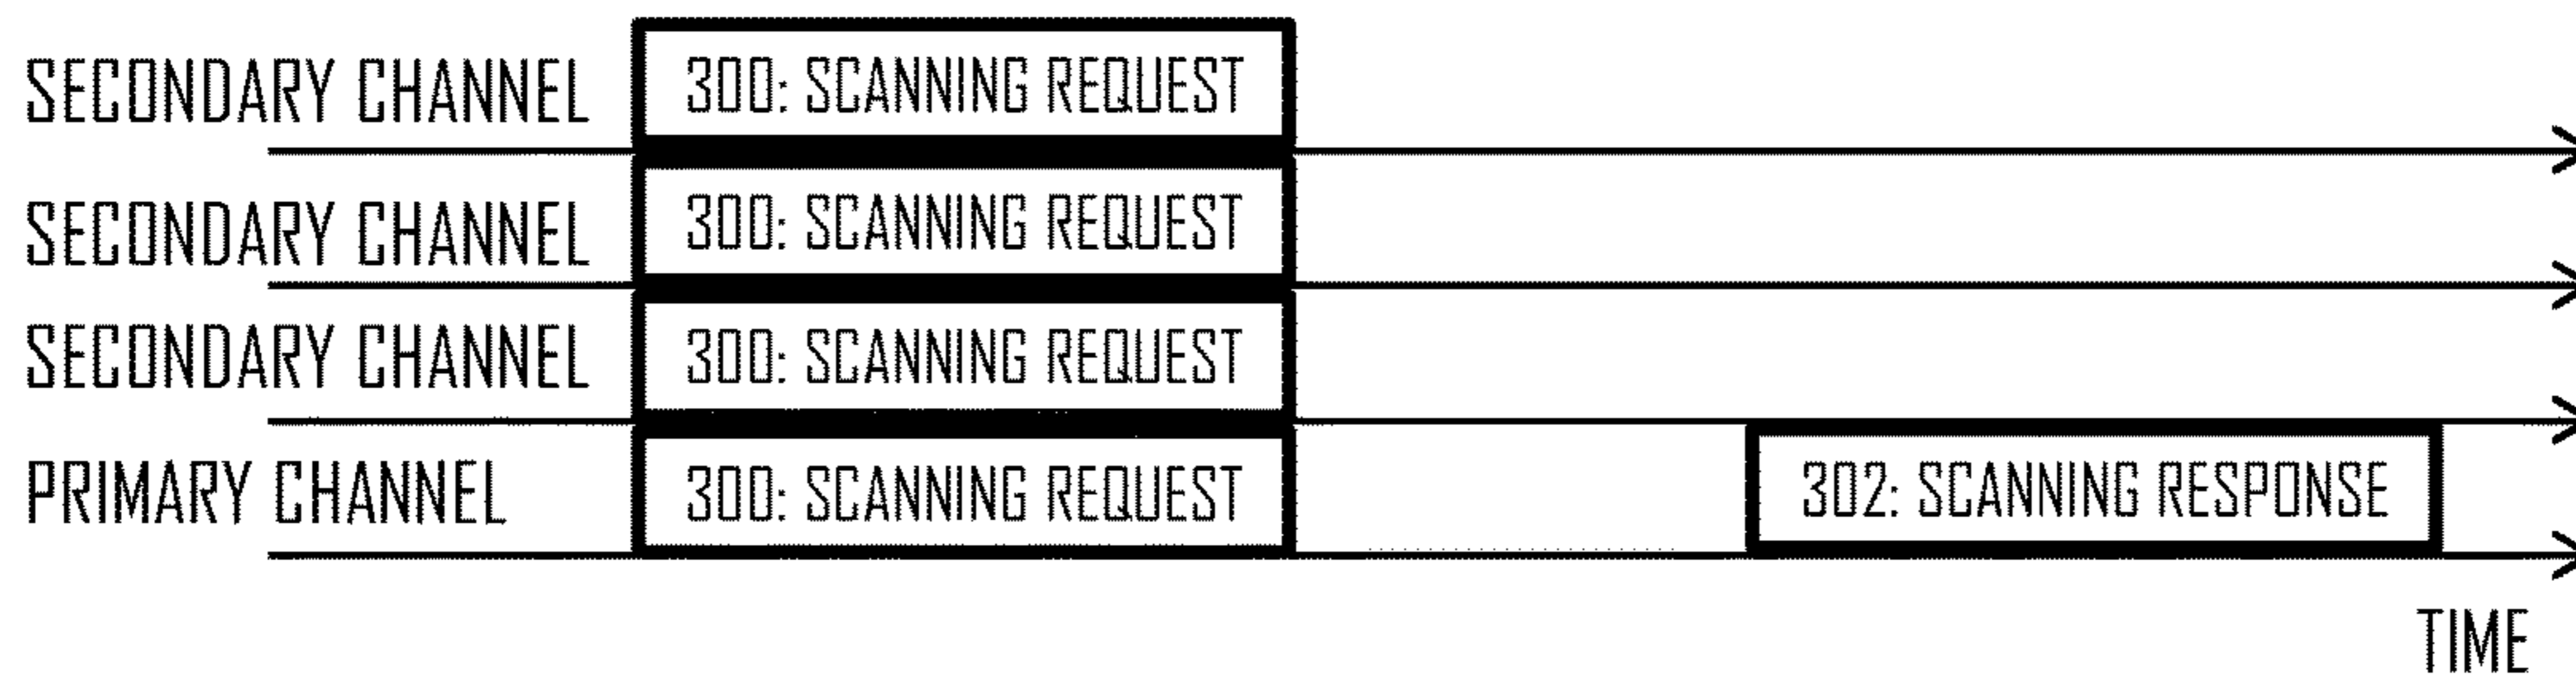 SECONDARY CHANNEL 300: SCANNING REQUEST
SECONDARY CHANNEL 300: SCANNING REQUEST
SECONDARY CHANNEL 300: SCANNING REQUEST
PRIMARY CHANNEL 300: SCANNING REQUEST 302: SCANNING RESPONSE
TIME